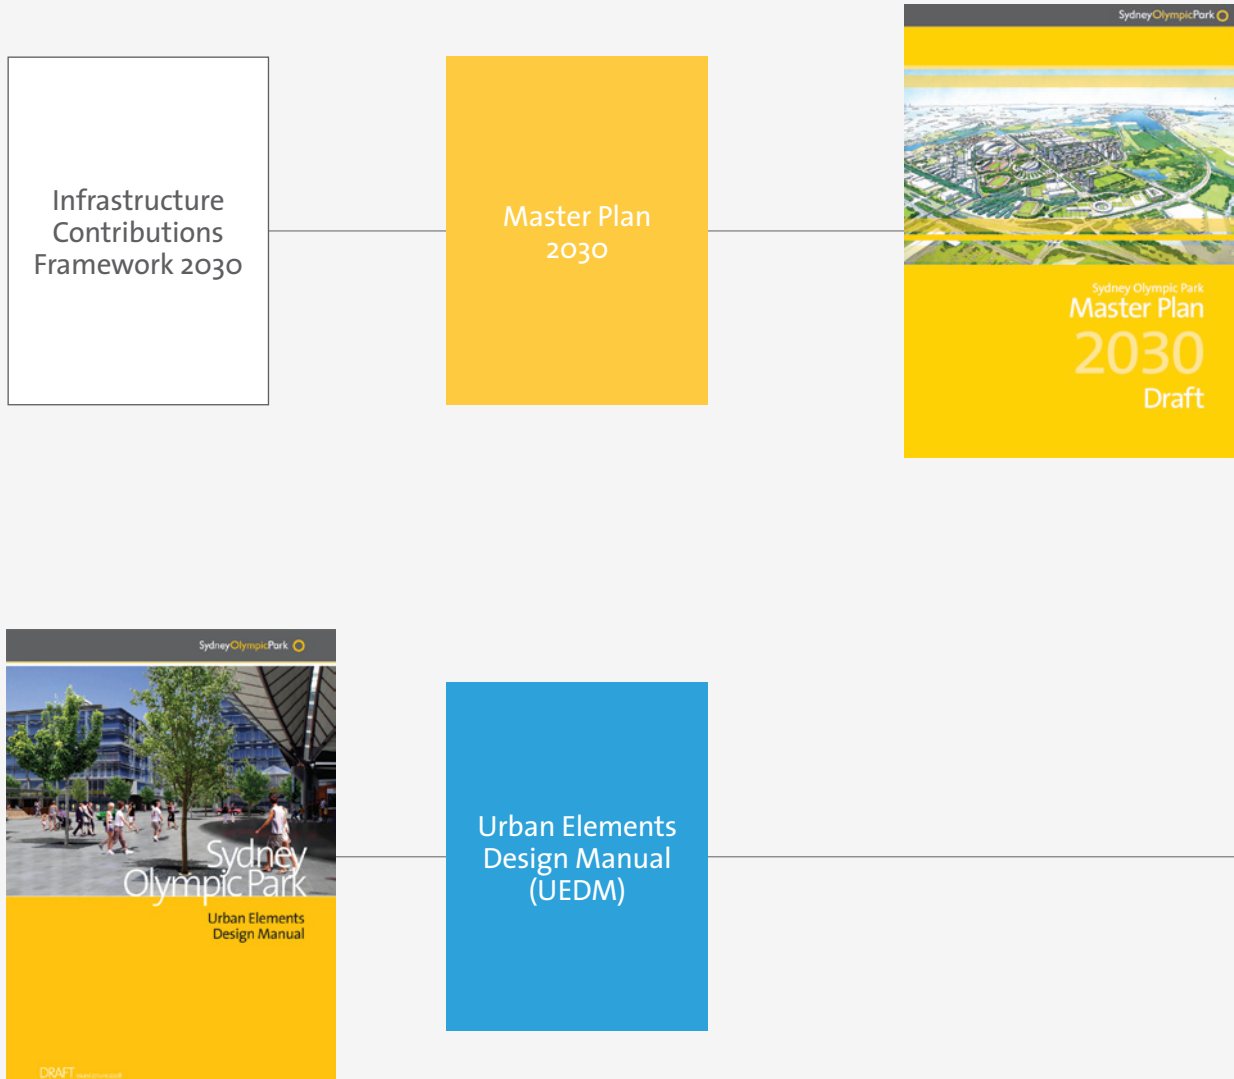 SydneyOlympicPark
Infrastructure
Contributions
Framework 2030
Master Plan
2030
Sydney Olympic Park
Master Plan
2030
Draft
SydneyOlympicPark
Sydney
Olympic Park
Urban Elements
Design Manual
DRAFT
Urban Elements
Design Manual
(UEDM)